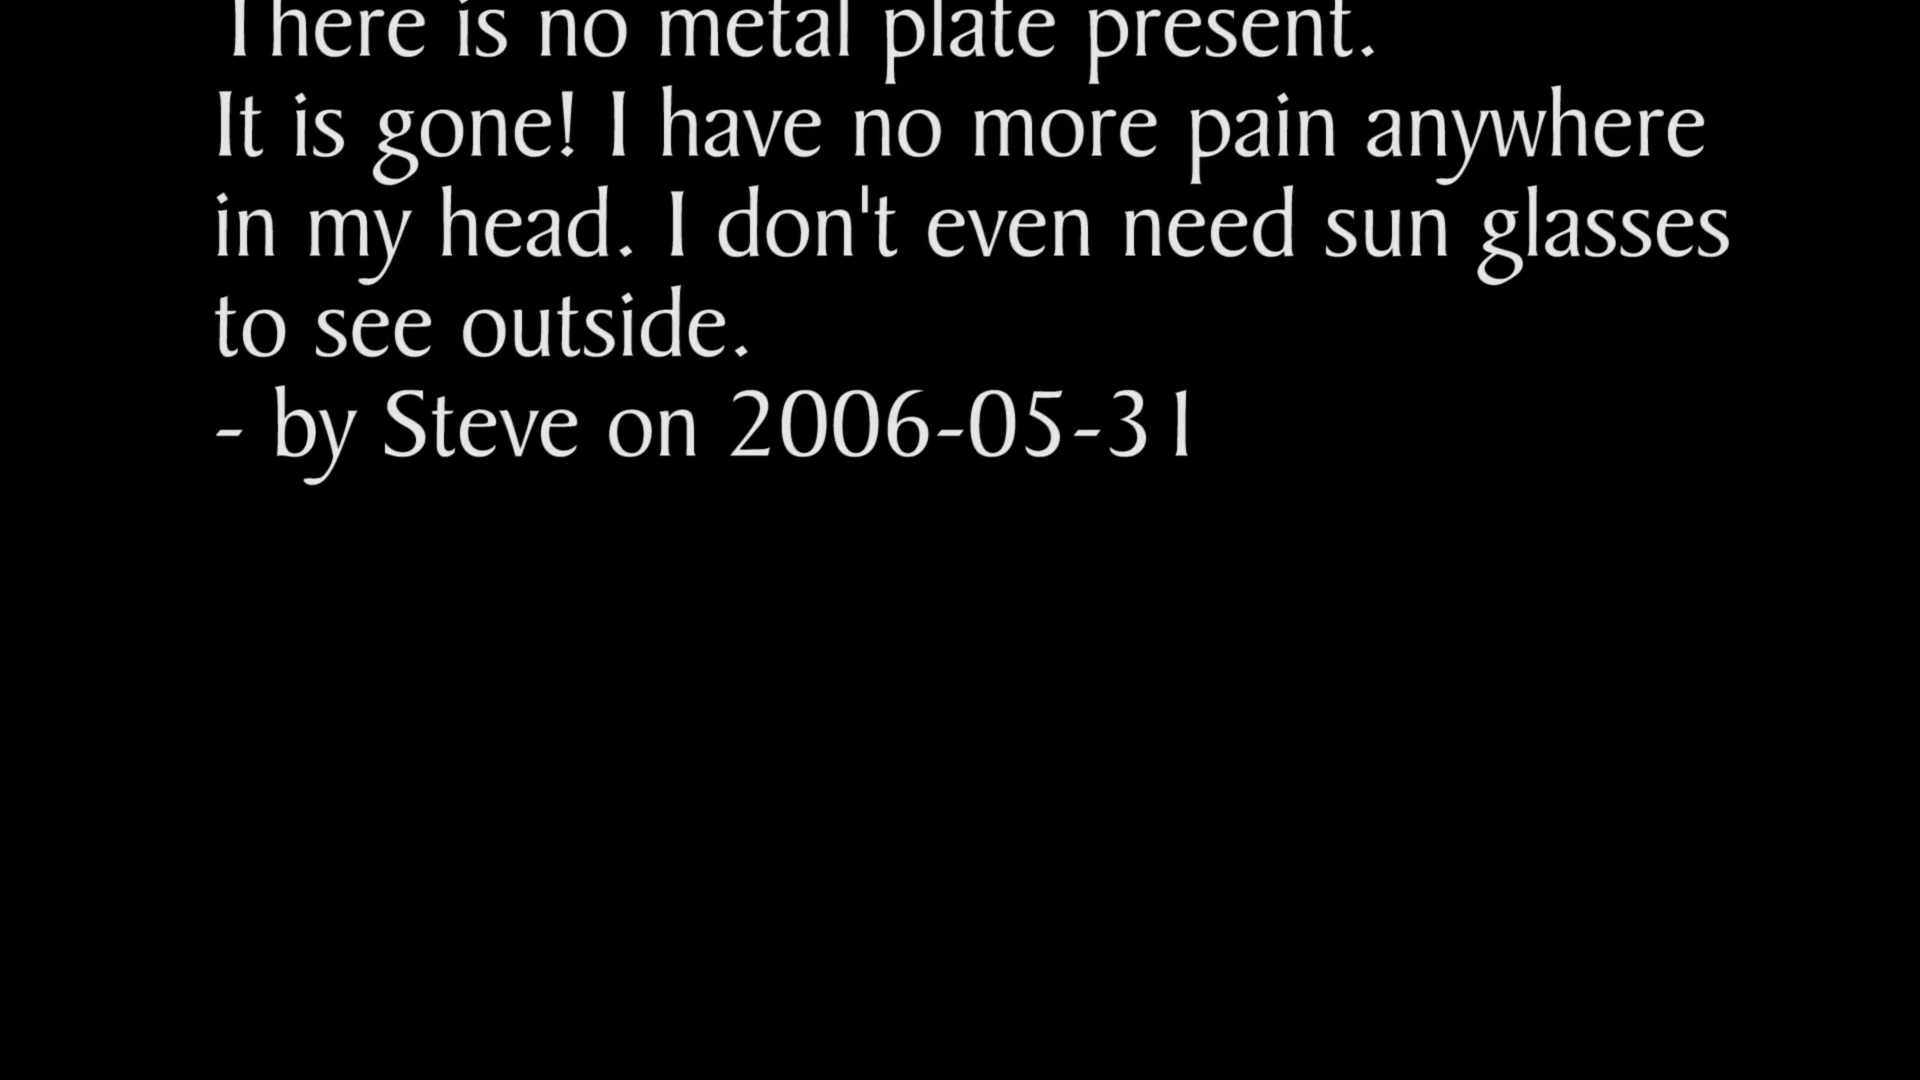 There is no metal plate present.
It is gone! I have no more pain anywhere
in my head. I don't even need sun glasses
to see outside.
- by Steve on 2006-05-31